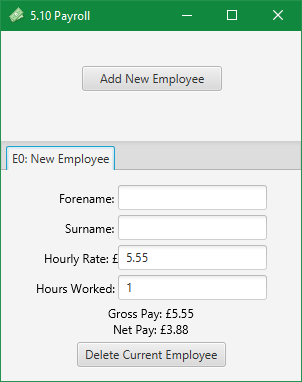 5.10 Payroll
Add New Employee
E0: New Employee
Forename:
Surname:
Hourly Rate: £ 5.55
Hours Worked: 1
Gross Pay: £5.55
Net Pay: £3.88
Delete Current Employee